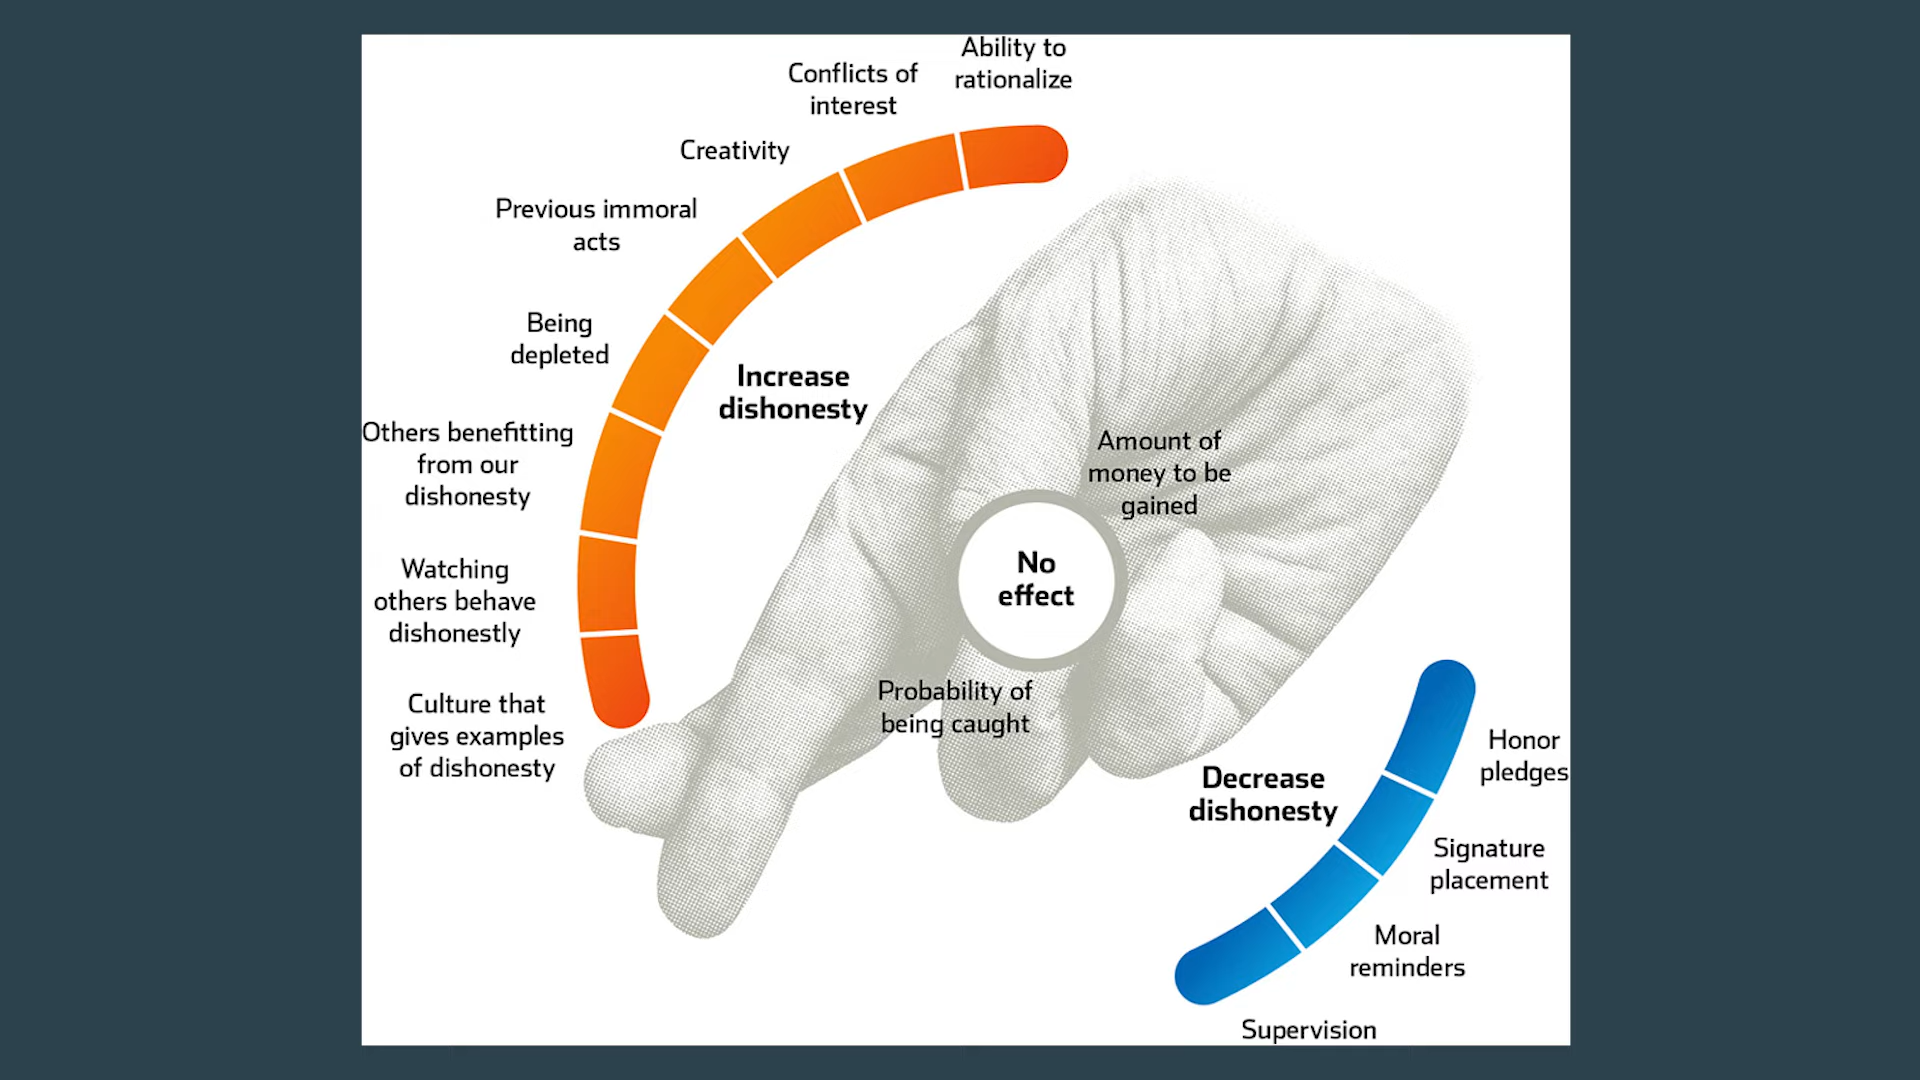 Ability to
rationalize
Conflicts of
interest
Creativity
Previous immoral
acts
Being
depleted
Others benefitting
from our
dishonesty
Watching
others behave
dishonestly
Culture that
gives examples
of dishonesty
Increase
dishonesty
Amount of
money to be
gained
No
effect
Probability of
being caught
Decrease
dishonesty
Honor
pledges
Signature
placement
Moral
reminders
Supervision